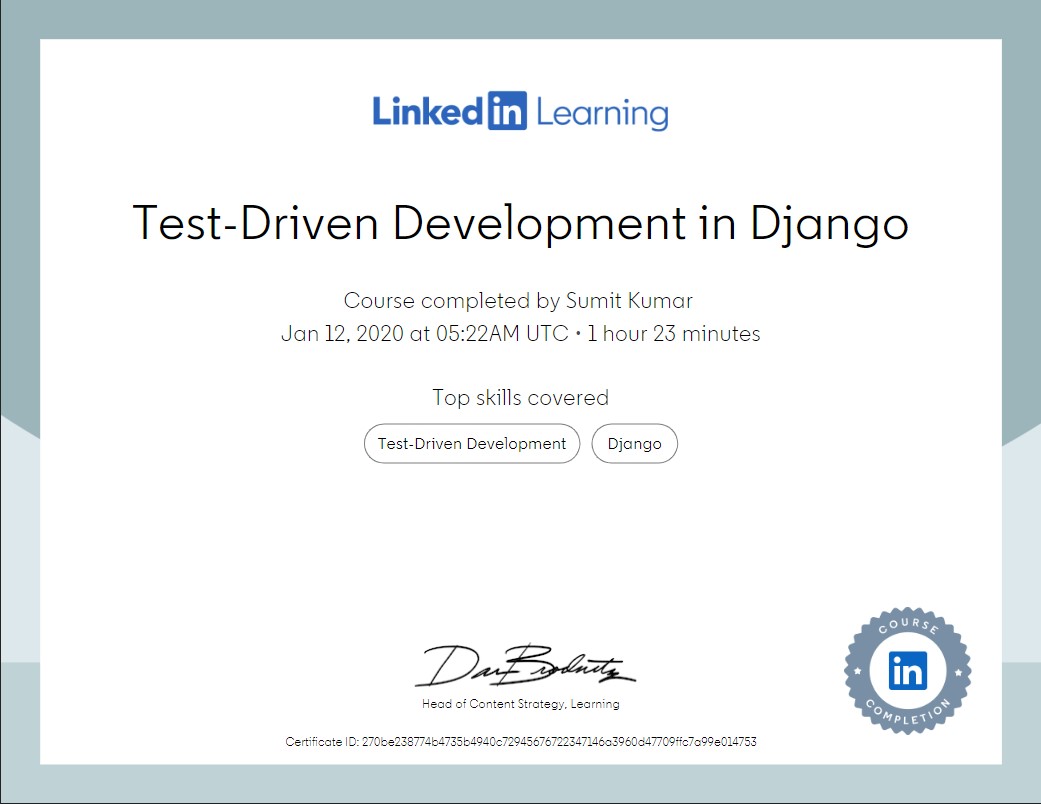 Linked in Learning
Test-Driven Development in Django
Course completed by Sumit Kumar
Jan 12, 2020 at 05:22AM UTC • 1 hour 23 minutes
Top skills covered
Test-Driven Development
Django
Head of Content Strategy, Learning
COURSE
in
COMPLETION
Certificate ID: 270be238774b4735b4940c72945676722347146a3960d47709ffc7a99e014753